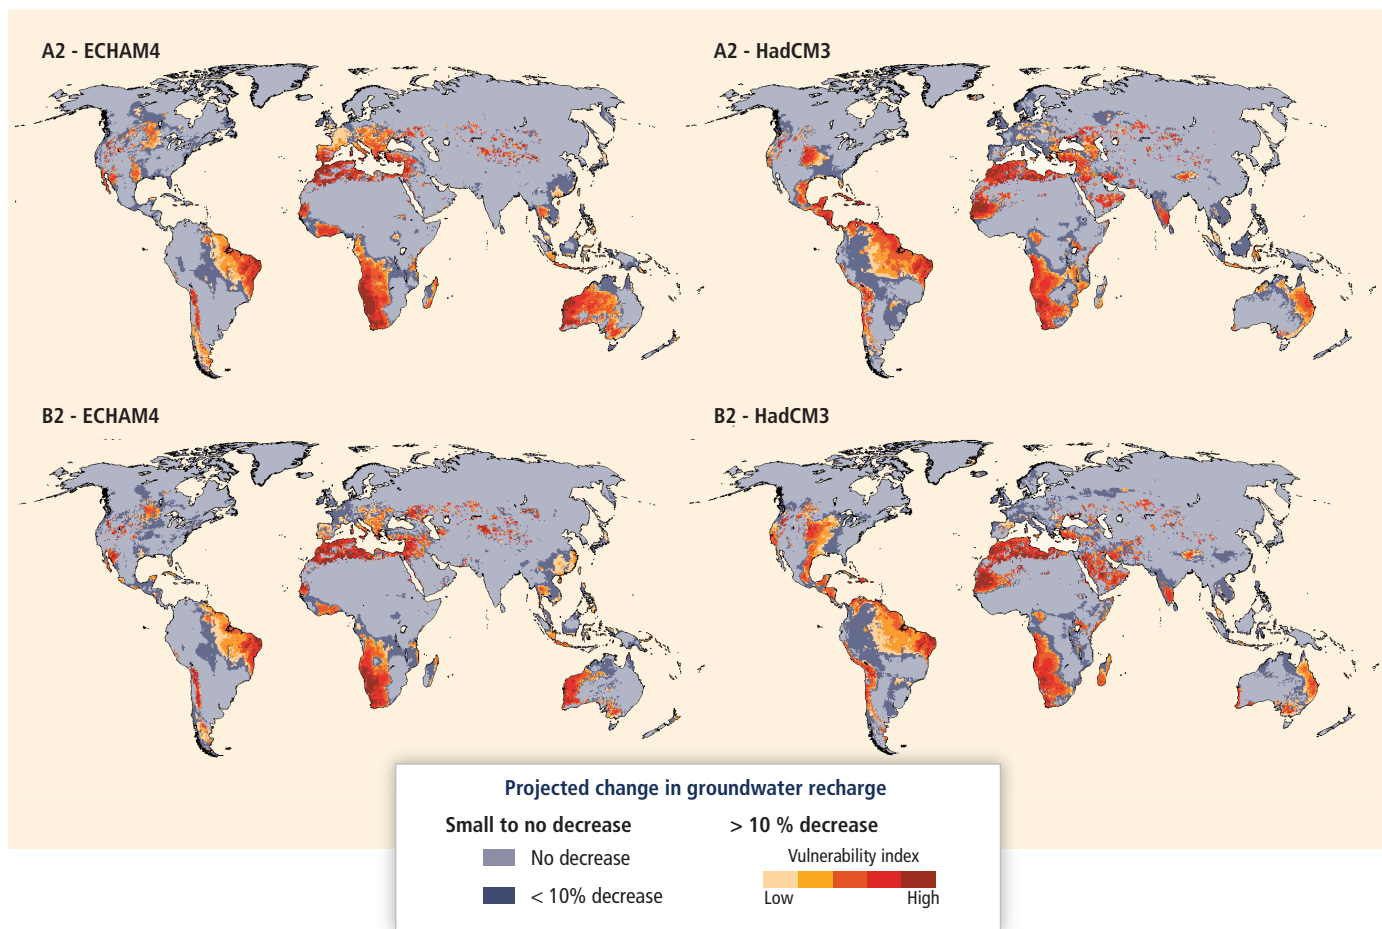 A2 - ECHAM4
A2 - HadCM3
B2 - ECHAM4
B2 - HadCM3
Projected change in groundwater recharge
Small to no decrease
> 10 % decrease
No decrease
Vulnerability index
< 10% decrease
Low
High